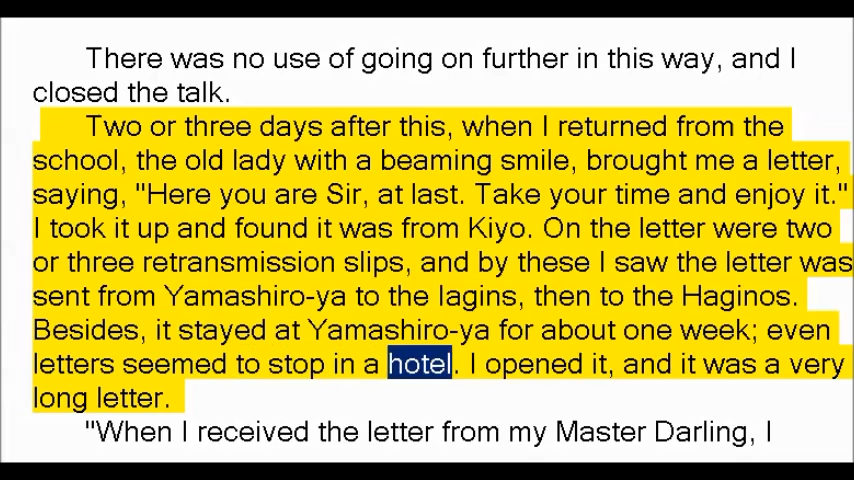 There was no use of going on further in this way, and I
closed the talk.
Two or three days after this, when I returned from the
school, the old lady with a beaming smile, brought me a letter,
saying, "Here you are Sir, at last. Take your time and enjoy it."
I took it up and found it was from Kiyo. On the letter were two
or three retransmission slips, and by these I saw the letter was
sent from Yamashiro-ya to the Iagins, then to the Haginos.
Besides, it stayed at Yamashiro-ya for about one week; even
letters seemed to stop in a hotel. I opened it, and it was a very
long letter.
"When I received the letter from my Master Darling, I